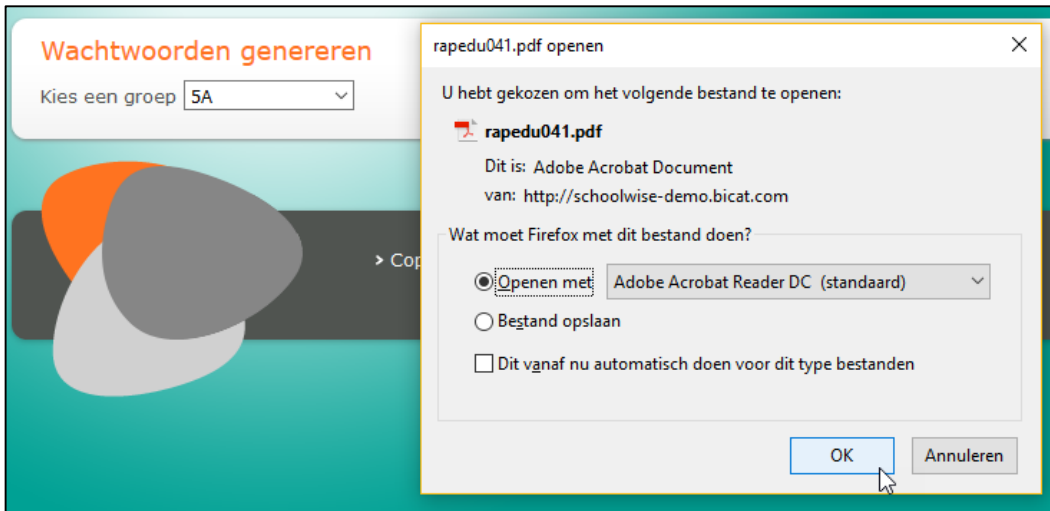 Wachtwoorden genereren
Kies een groep 5A
> Cop
rapedu041.pdf openen
U hebt gekozen om het volgende bestand te openen:
rapedu041.pdf
Dit is: Adobe Acrobat Document
van: http://schoolwise-demo.bicat.com
Wat moet Firefox met dit bestand doen?
Openen met Adobe Acrobat Reader DC (standaard)
Bestand opslaan
Dit vanaf nu automatisch doen voor dit type bestanden
OK Annuleren